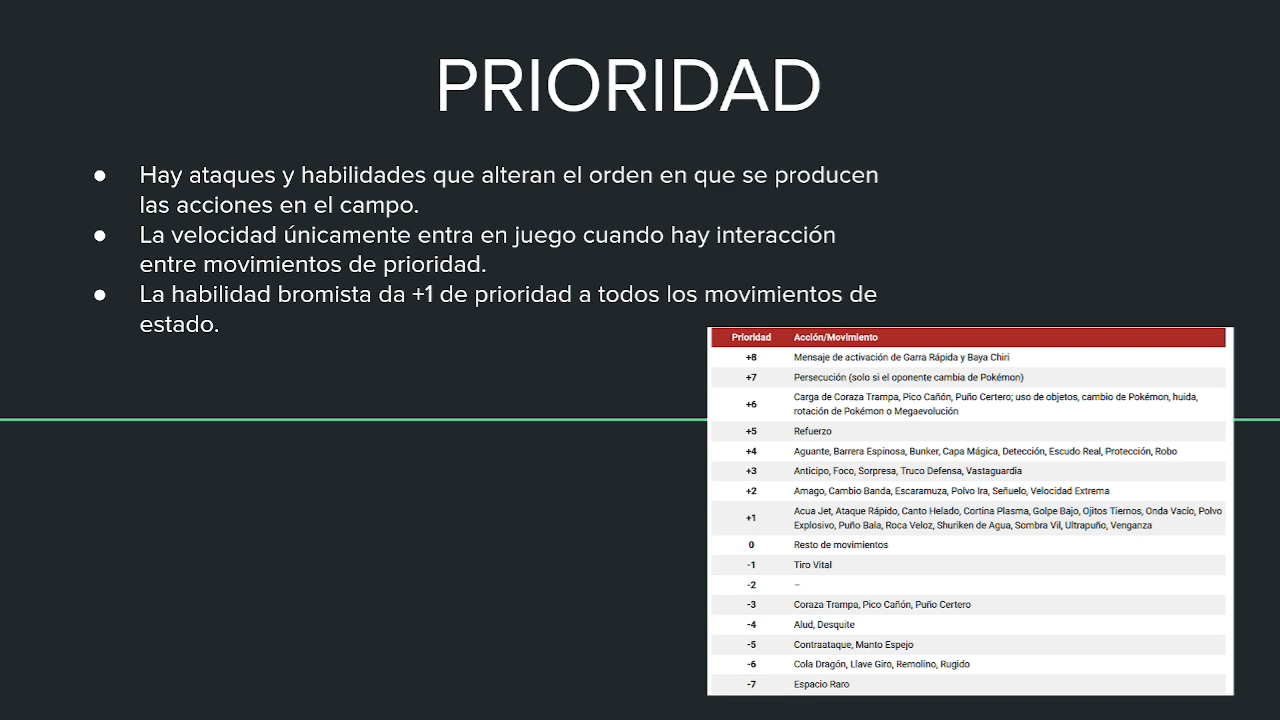 PRIORIDAD
● Hay ataques y habilidades que alteran el orden en que se producen
las acciones en el campo.
● La velocidad únicamente entra en juego cuando hay interacción
entre movimientos de prioridad.
● La habilidad bromista da +1 de prioridad a todos los movimientos de
estado.
Prioridad Acción/Movimiento
+8 Mensaje de activación de Garra Rápida y Baya Chiri
+7 Persecución (solo si el oponente cambia de Pokémon)
+6 Carga de Coraza Trampa, Pico Cañón, Puño Certero; uso de objetos, cambio de Pokémon, huida,
rotación de Pokémon o Megaevolución
+5 Refuerzo
+4 Aguante, Barrera Espinosa, Bunker, Capa Mágica, Detección, Escudo Real, Protección, Robo
+3 Anticipo, Foco, Sorpresa, Truco Defensa, Vastaguardia
+2 Amago, Cambio Banda, Escaramuza, Polvo Ira, Señuelo, Velocidad Extrema
+1 Acua Jet, Ataque Rápido, Canto Helado, Cortina Plasma, Golpe Bajo, Ojitos Tiernos, Onda Vacío, Polvo
Explosivo, Puño Bala, Roca Veloz, Shuriken de Agua, Sombra Vil, Ultrapuño, Venganza
0 Resto de movimientos
-1 Tiro Vital
-2 –
-3 Coraza Trampa, Pico Cañón, Puño Certero
-4 Alud, Desquite
-5 Contraataque, Manto Espejo
-6 Cola Dragón, Llave Giro, Remolino, Rugido
-7 Espacio Raro